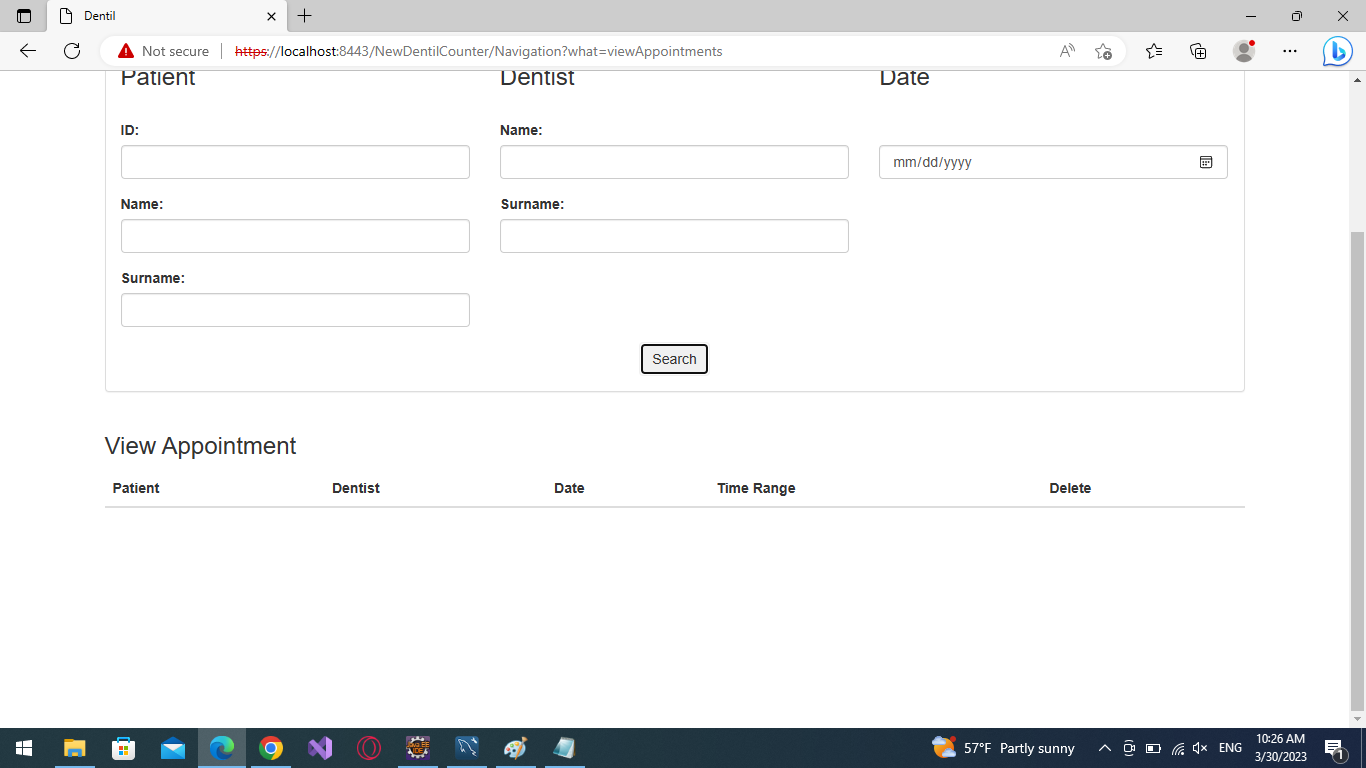 Dentil
Not secure https://localhost:8443/NewDentilCounter/Navigation?what=viewAppointments
Patient Dentist Date
ID: Name:
mm/dd/yyyy
Name: Surname:
Surname:
Search
View Appointment
Patient Dentist Date Time Range Delete
57°F Partly sunny ENG 10:26 AM
3/30/2023
1